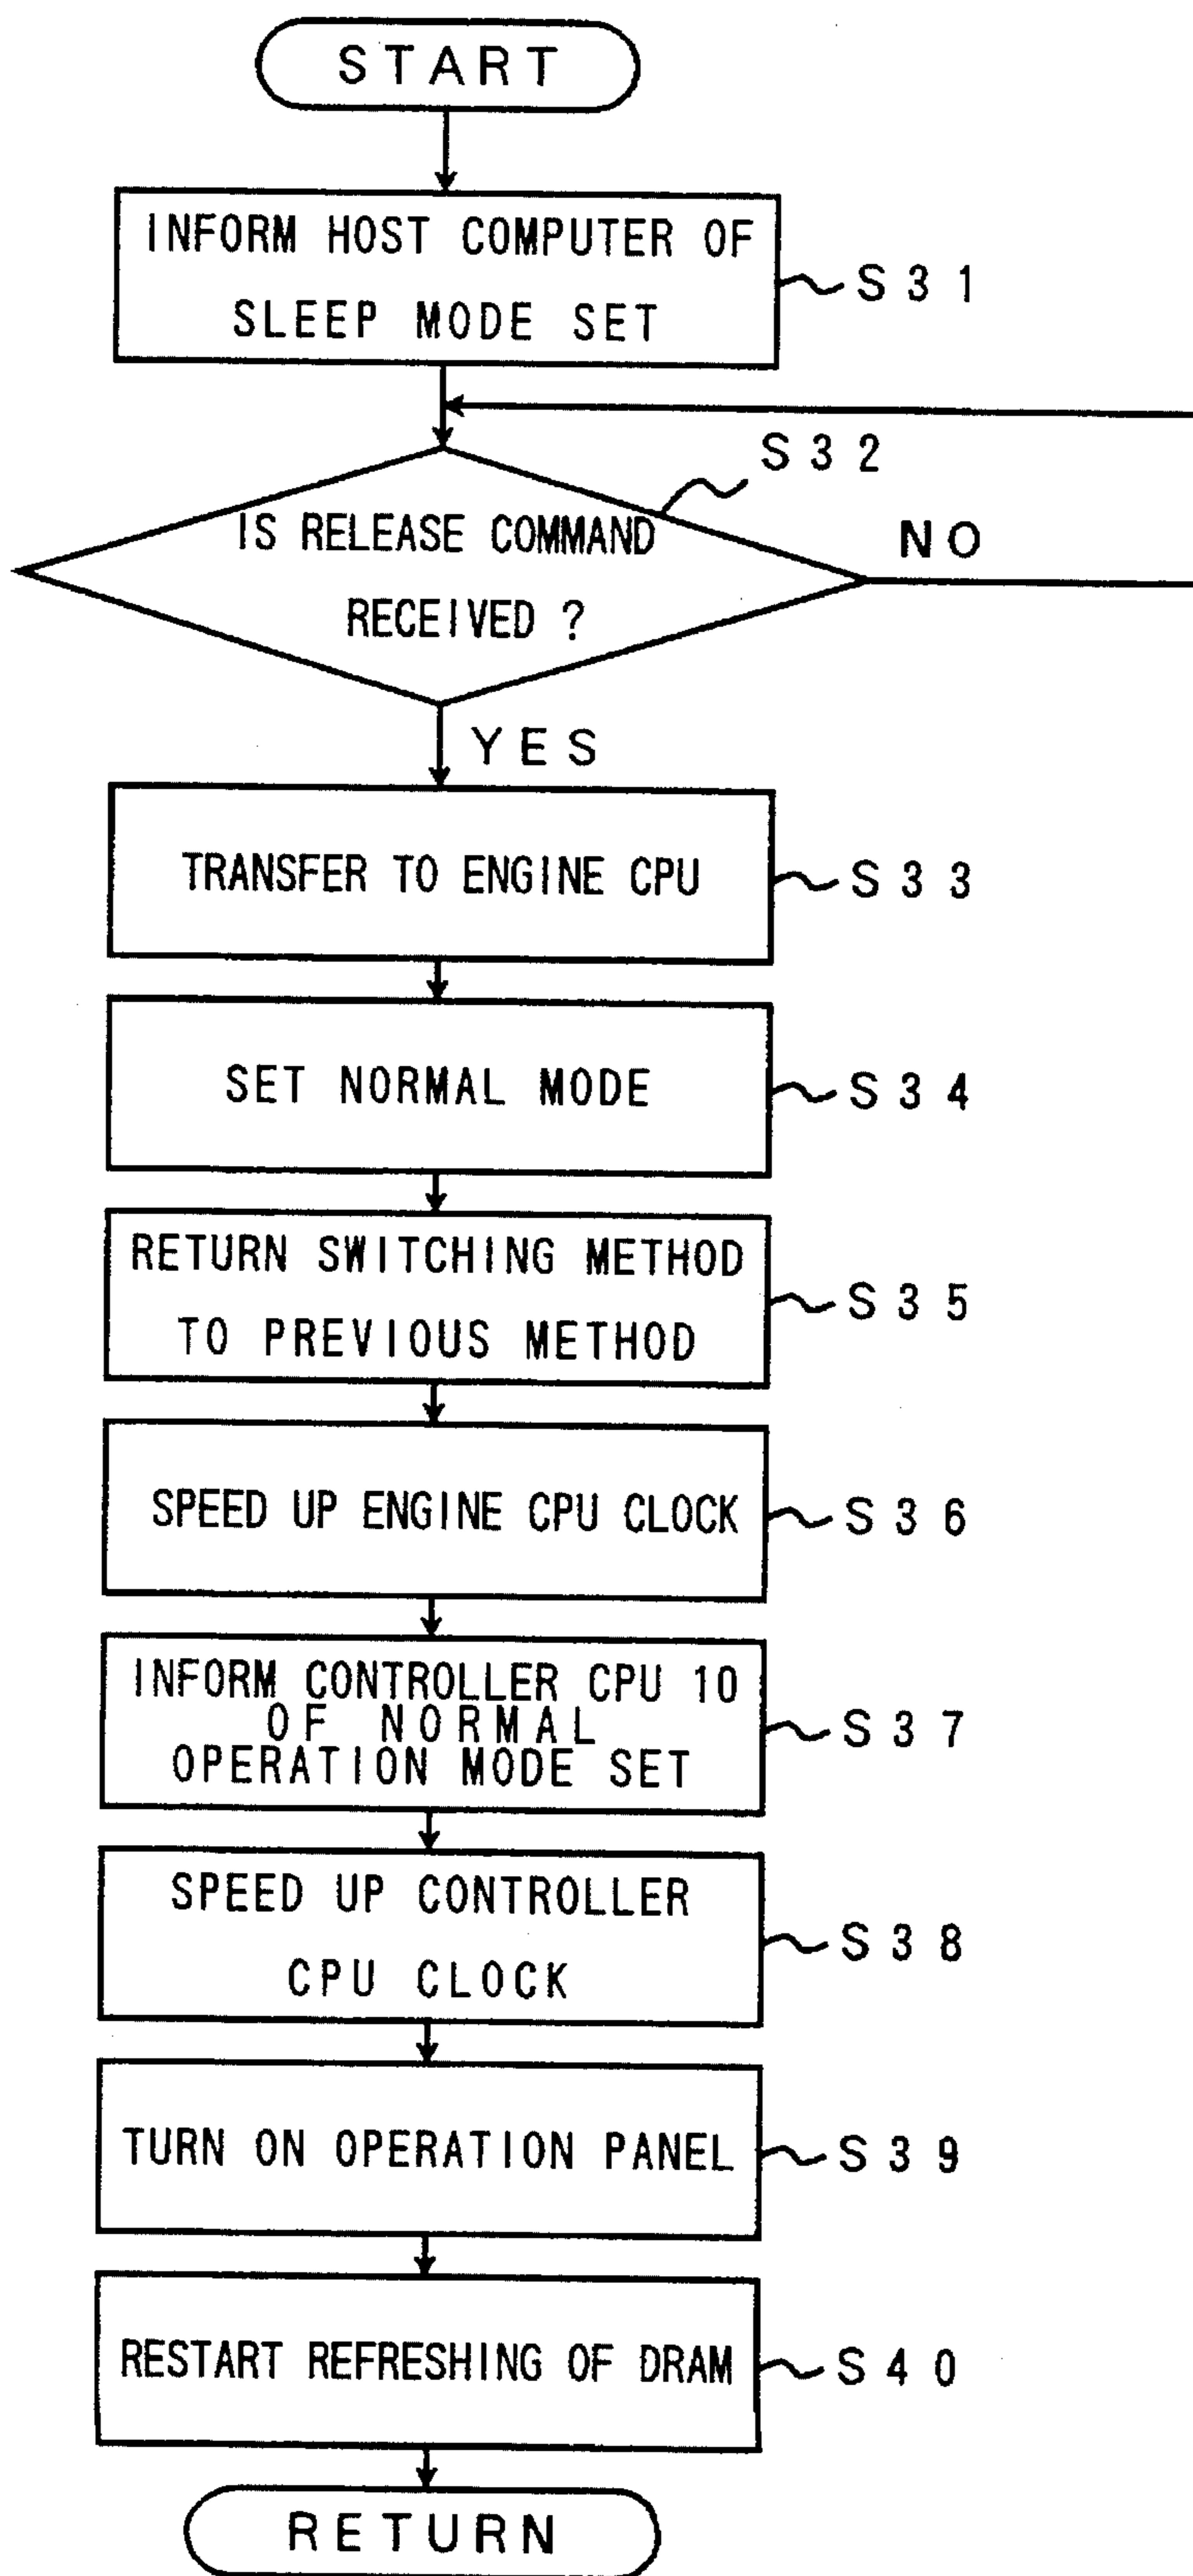 START
INFORM HOST COMPUTER OF
SLEEP MODE SET
S31
S32
IS RELEASE COMMAND
RECEIVED ?
NO
YES
TRANSFER TO ENGINE CPU
S33
SET NORMAL MODE
S34
RETURN SWITCHING METHOD
TO PREVIOUS METHOD
S35
SPEED UP ENGINE CPU CLOCK
S36
INFORM CONTROLLER CPU 10
OF NORMAL
OPERATION MODE SET
S37
SPEED UP CONTROLLER
CPU CLOCK
S38
TURN ON OPERATION PANEL
S39
RESTART REFRESHING OF DRAM
S40
RETURN